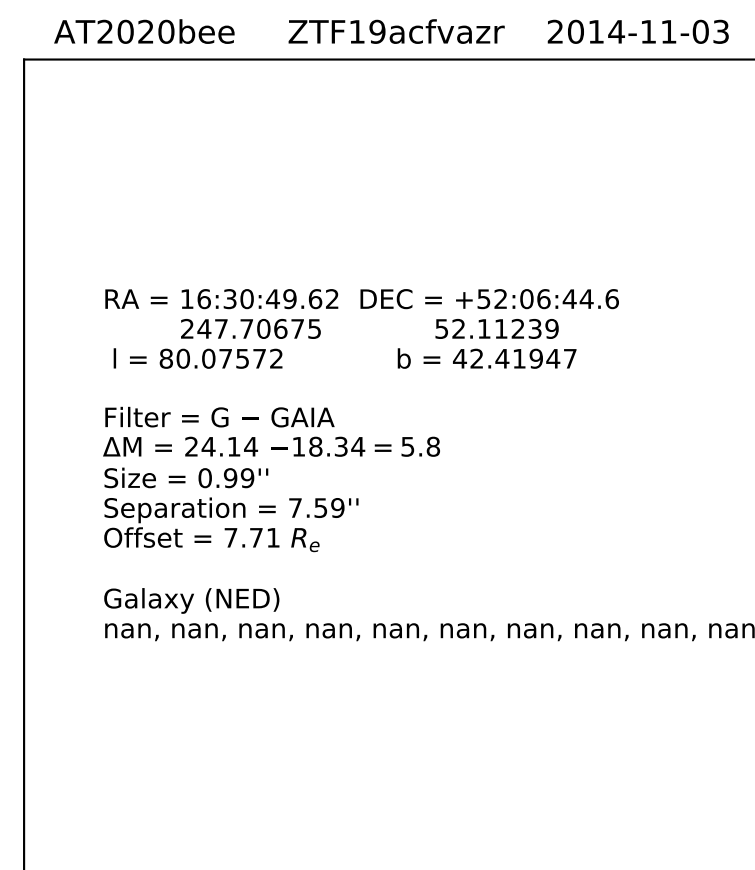 AT2020bee ZTF19acfvazr 2014-11-03
RA = 16:30:49.62 DEC = +52:06:44.6
247.70675 52.11239
l = 80.07572 b = 42.41947
Filter = G − GAIA
ΔM = 24.14 −18.34 = 5.8
Size = 0.99''
Separation = 7.59''
Offset = 7.71 Re
Galaxy (NED)
nan, nan, nan, nan, nan, nan, nan, nan, nan, nan